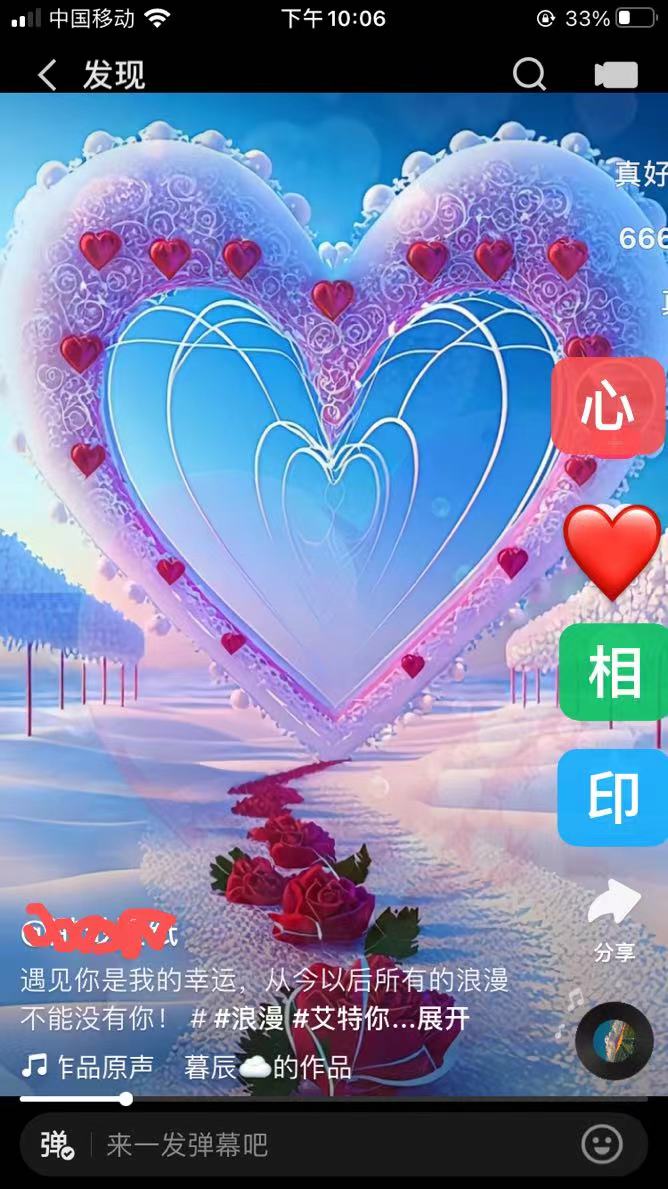 中国移动
下午10:06
33%
发现
真好
666
心
相
印
分享
遇见你是我的幸运，从今以后所有的浪漫
不能没有你！ # #浪漫 #艾特你...展开
作品原声 暮辰☁️的作品
弹 来一发弹幕吧